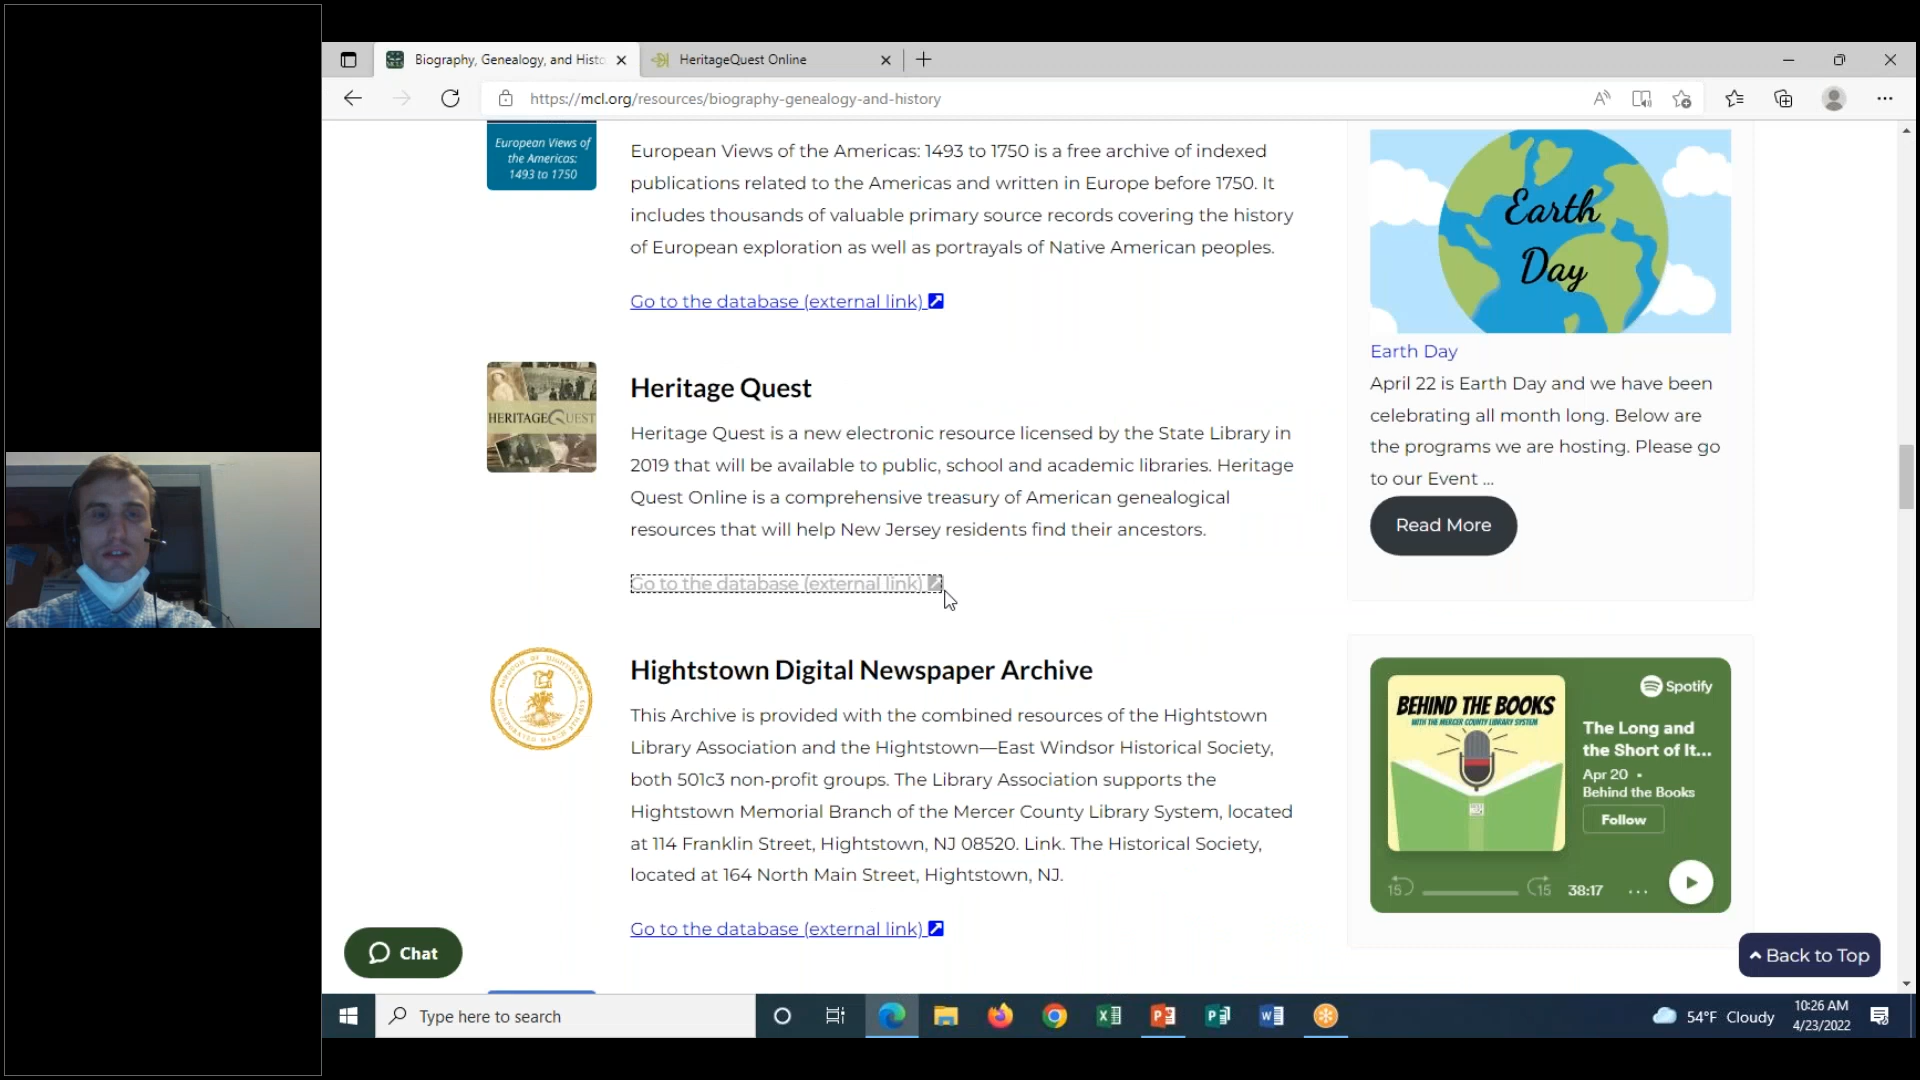 Biography, Genealogy, and Histo
HeritageQuest Online
https://mcl.org/resources/biography-genealogy-and-history
European Views of
the Americas:
1493 to 1750
European Views of the Americas: 1493 to 1750 is a free archive of indexed
publications related to the Americas and written in Europe before 1750. It
includes thousands of valuable primary source records covering the history
of European exploration as well as portrayals of Native American peoples.
Go to the database (external link)
HERITAGEQUEST
Heritage Quest
Heritage Quest is a new electronic resource licensed by the State Library in
2019 that will be available to public, school and academic libraries. Heritage
Quest Online is a comprehensive treasury of American genealogical
resources that will help New Jersey residents find their ancestors.
Go to the database (external link)
Hightstown Digital Newspaper Archive
This Archive is provided with the combined resources of the Hightstown
Library Association and the Hightstown—East Windsor Historical Society,
both 501c3 non-profit groups. The Library Association supports the
Hightstown Memorial Branch of the Mercer County Library System, located
at 114 Franklin Street, Hightstown, NJ 08520. Link. The Historical Society,
located at 164 North Main Street, Hightstown, NJ.
Go to the database (external link)
Earth
Day
Earth Day
April 22 is Earth Day and we have been
celebrating all month long. Below are
the programs we are hosting. Please go
to our Event ...
Read More
BEHIND THE BOOKS
WITH THE MERCER COUNTY LIBRARY SYSTEM
Spotify
The Long and
the Short of It...
Apr 20 •
Behind the Books
Follow
15
15
38:17
Chat
Back to Top
Type here to search
54°F Cloudy
10:26 AM
4/23/2022